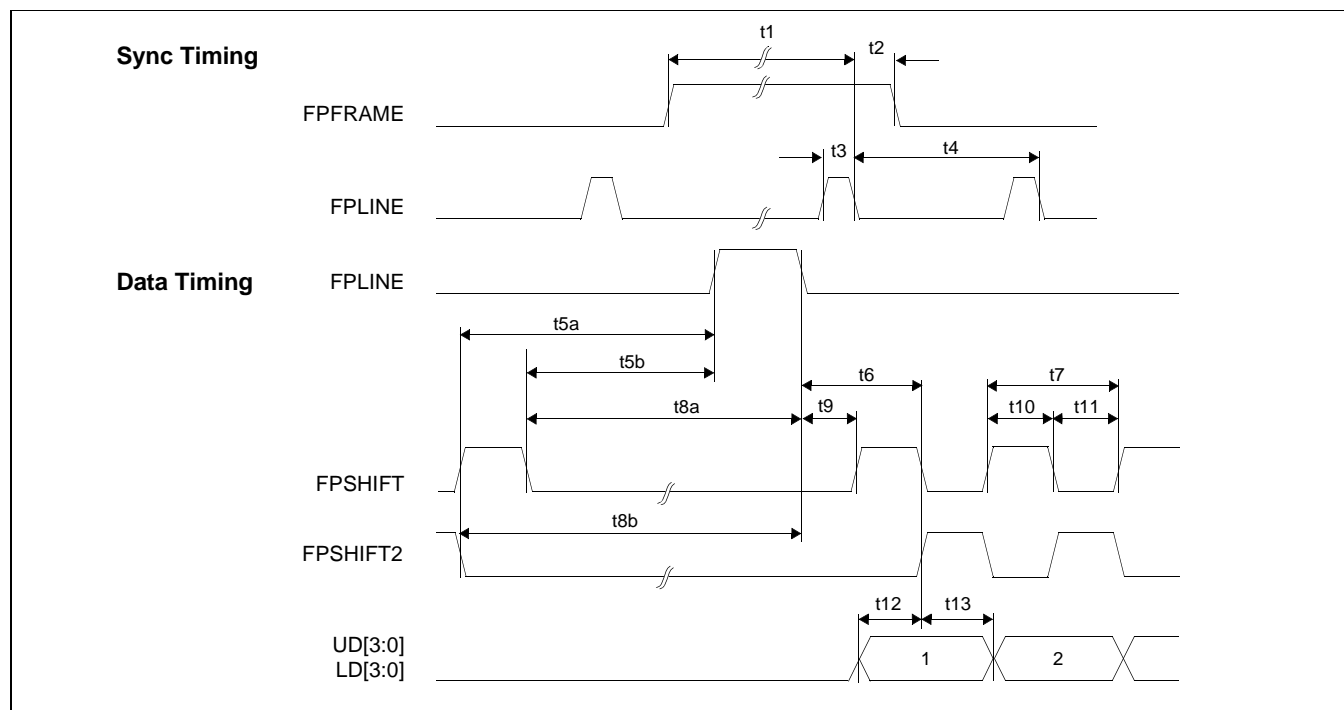 Sync Timing
t1
t2
FPFRAME
t3
t4
FPLINE
Data Timing
FPLINE
t5a
t5b
t6
t7
t8a
t9
t10
t11
FPSHIFT
t8b
FPSHIFT2
t12
t13
UD[3:0]
LD[3:0]
1
2